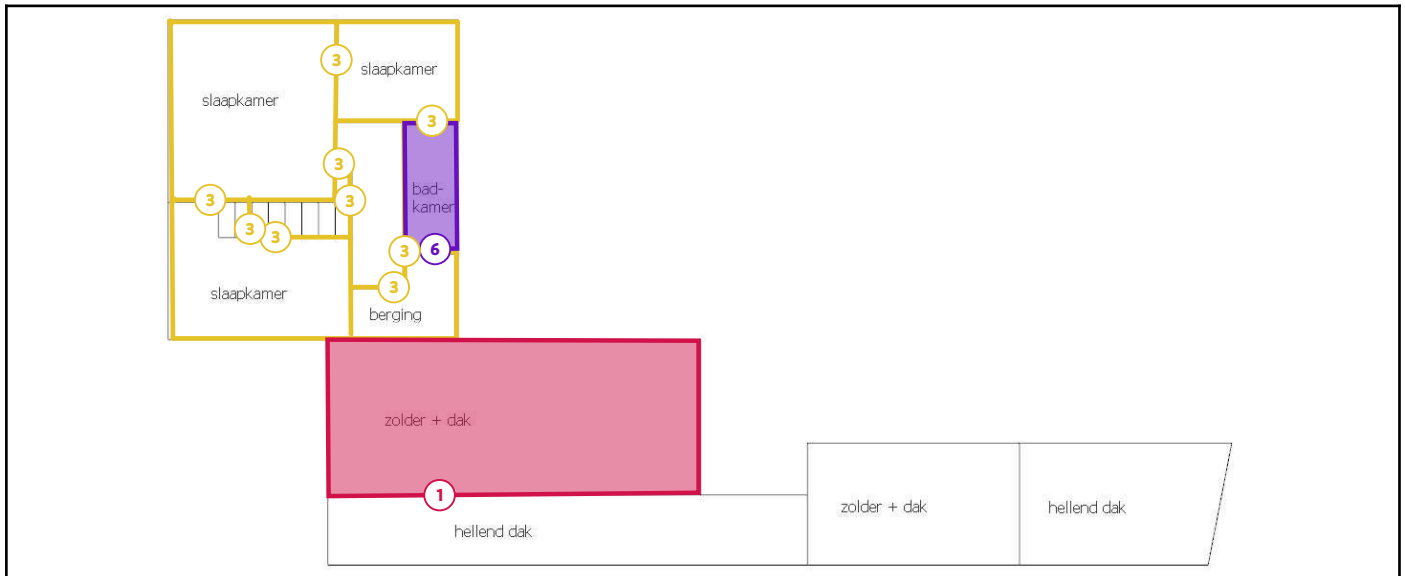 3
slaapkamer
slaapkamer
3
3
3
3
bad-
kamer
3
3
3
6
slaapkamer
3
berging
zolder + dak
1
zolder + dak
hellend dak
hellend dak